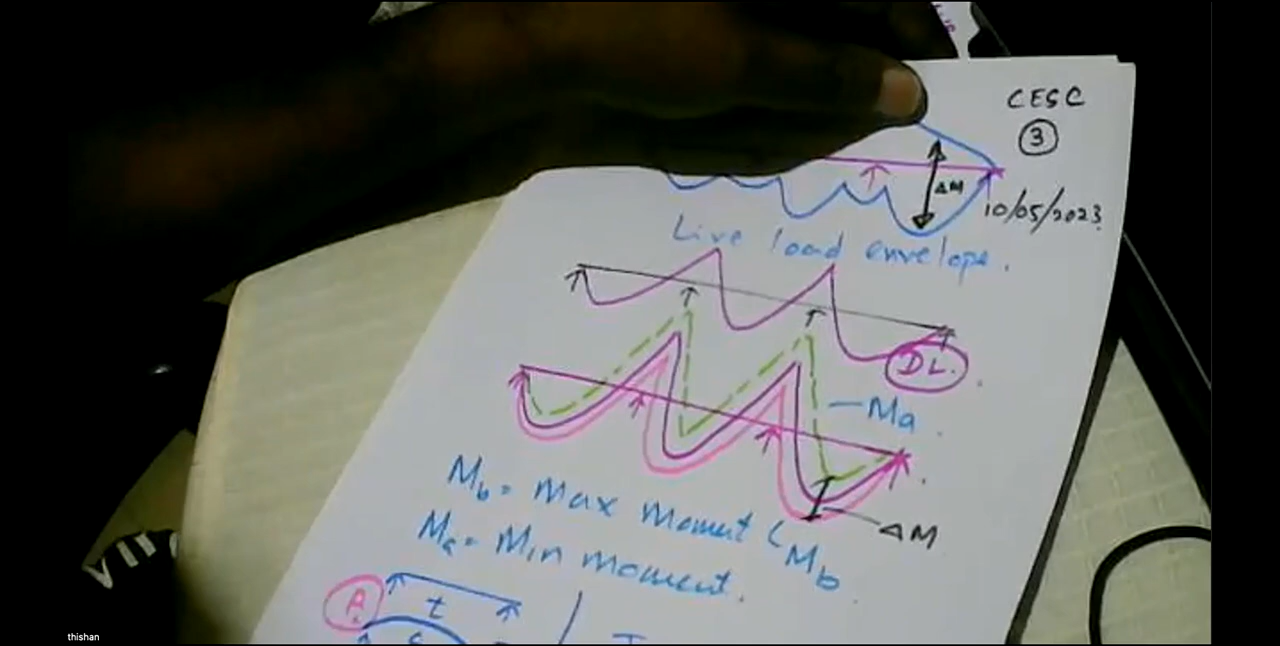 CESC
3
ΔM
10/05/2023
Live load envelope.
DL.
Ma
Mb = Max Moment
Ma = Min moment.
ΔM
Mb
A
t
thishan